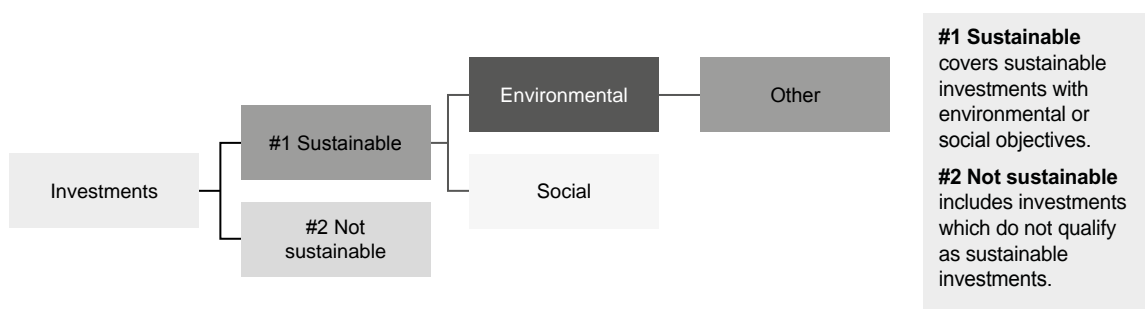 Investments
#1 Sustainable
#2 Not
sustainable
Environmental
Social
Other
#1 Sustainable
covers sustainable
investments with
environmental or
social objectives.
#2 Not sustainable
includes investments
which do not qualify
as sustainable
investments.